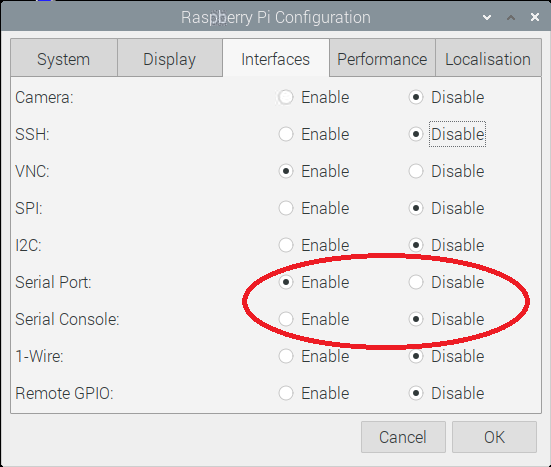 Raspberry Pi Configuration
System Display Interfaces Performance Localisation
Camera: Enable Disable
SSH: Enable Disable
VNC: Enable Disable
SPI: Enable Disable
I2C: Enable Disable
Serial Port: Enable Disable
Serial Console: Enable Disable
1-Wire: Enable Disable
Remote GPIO: Enable Disable
Cancel OK